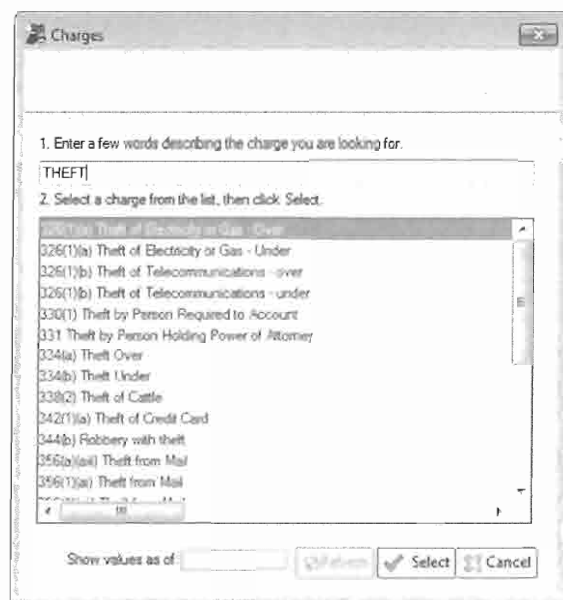 Charges
1. Enter a few words describing the charge you are looking for.
THEFT
2. Select a charge from the list, then click Select.
326(1)(a) Theft of Electricity or Gas - Over
326(1)(a) Theft of Electricity or Gas - Under
326(1)(b) Theft of Telecommunications - over
326(1)(b) Theft of Telecommunications - under
330(1) Theft by Person Required to Account
331 Theft by Person Holding Power of Attorney
334(a) Theft Over
334(b) Theft Under
338(2) Theft of Cattle
342(1)(a) Theft of Credit Card
344(b) Robbery with theft
Theft from Mail
356(1)(a) Theft from Mail
Show values as of
Refresh
Select
Cancel